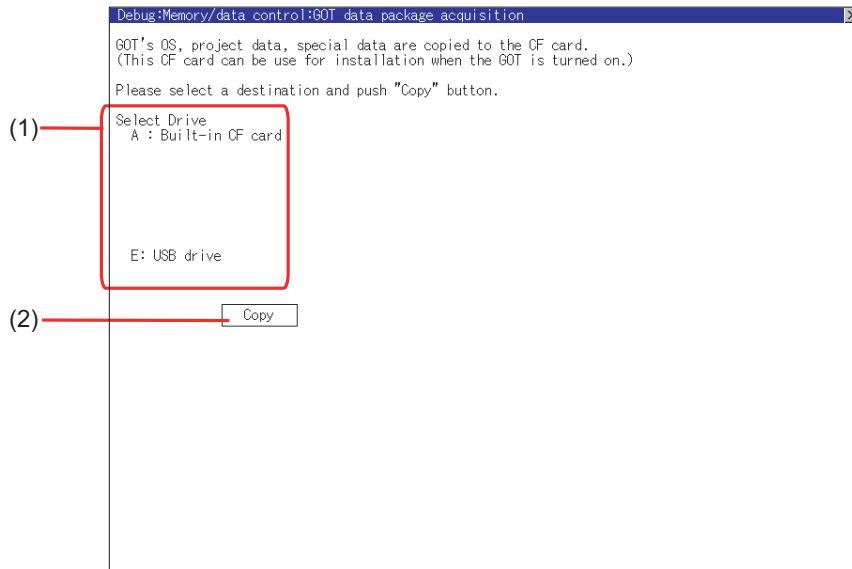 Debug:Memory/data control:GOT data package acquisition
GOT's OS, project data, special data are copied to the CF card.
(This CF card can be use for installation when the GOT is turned on.)
Please select a destination and push "Copy" button.
(1)
Select Drive
A : Built-in CF card
E: USB drive
(2)
Copy